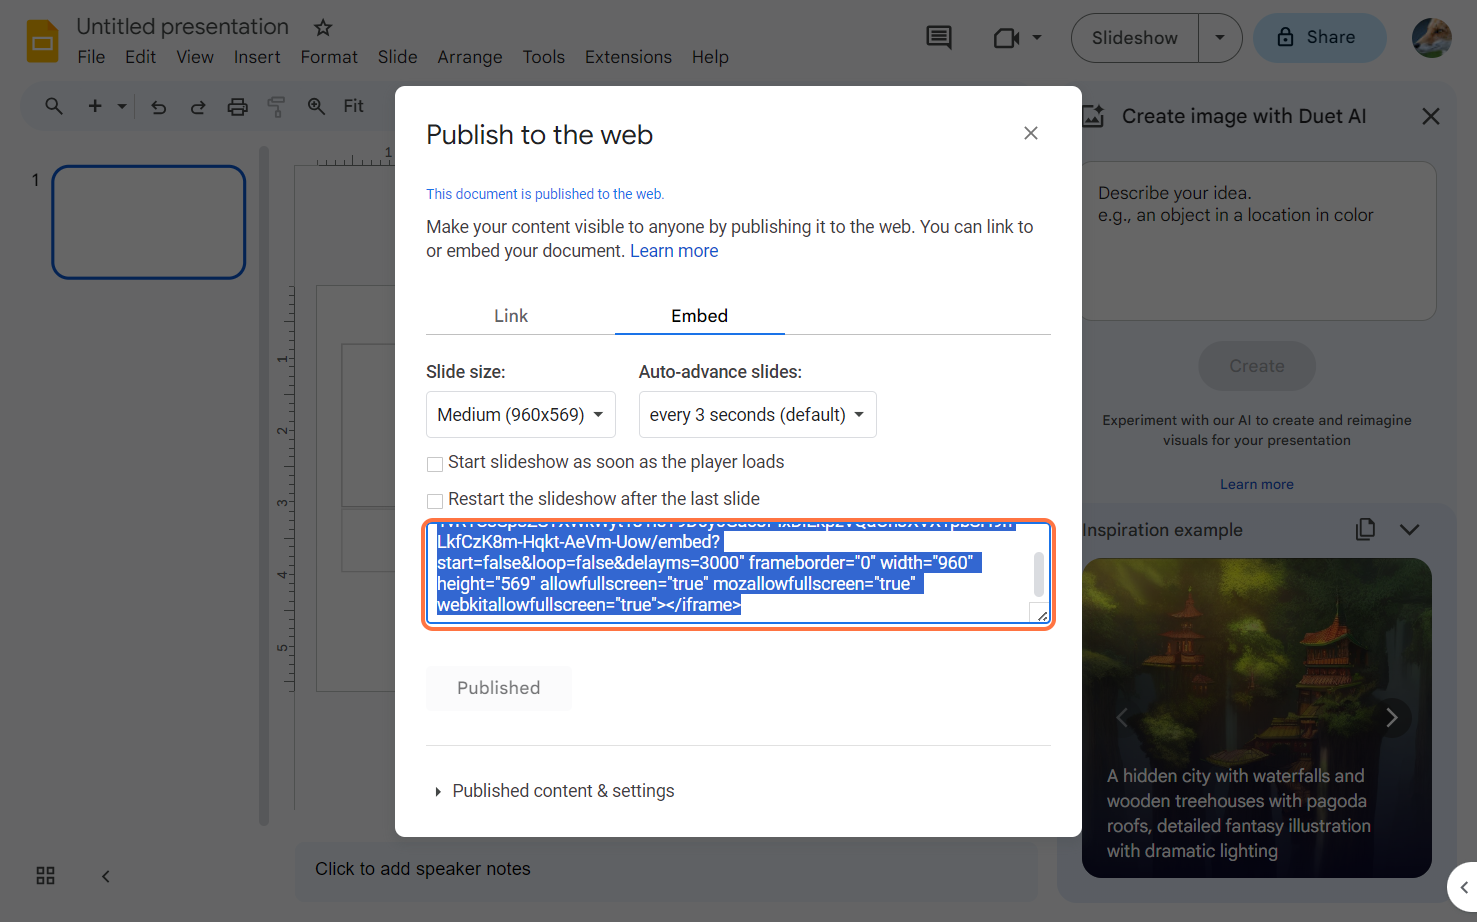 Untitled presentation
File Edit View Insert Format Slide Arrange Tools Extensions Help
Slideshow
Share
Fit
1
1
1
2
3
4
5
Click to add speaker notes
Publish to the web
This document is published to the web.
Make your content visible to anyone by publishing it to the web. You can link to
or embed your document. Learn more
Link
Embed
Slide size:
Auto-advance slides:
Medium (960x569)
every 3 seconds (default)
Start slideshow as soon as the player loads
Restart the slideshow after the last slide
LkfCzK8m-Hqkt-AeVm-Uow/embed?
start=false&loop=false&delayms=3000" frameborder="0" width="960"
height="569" allowfullscreen="true" mozallowfullscreen="true"
webkitallowfullscreen="true"></iframe>
Published
Published content & settings
Create image with Duet AI
Describe your idea.
e.g., an object in a location in color
Create
Experiment with our AI to create and reimagine
visuals for your presentation
Learn more
Inspiration example
A hidden city with waterfalls and
wooden treehouses with pagoda
roofs, detailed fantasy illustration
with dramatic lighting